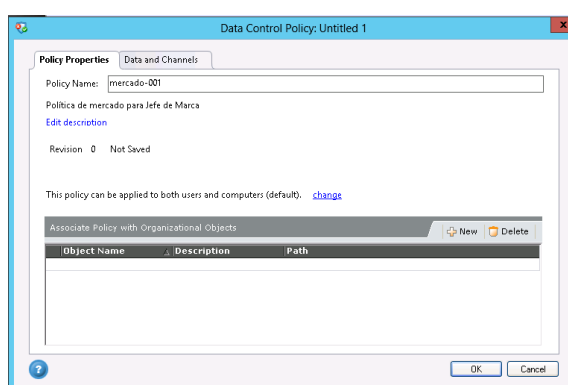 Data Control Policy: Untitled 1
x
Policy Properties
Data and Channels
Policy Name: mercado-001
Política de mercado para Jefe de Marca
Edit description
Revision 0 Not Saved
This policy can be applied to both users and computers (default). change
Associate Policy with Organizational Objects
New Delete
Object Name Description Path
?
OK Cancel